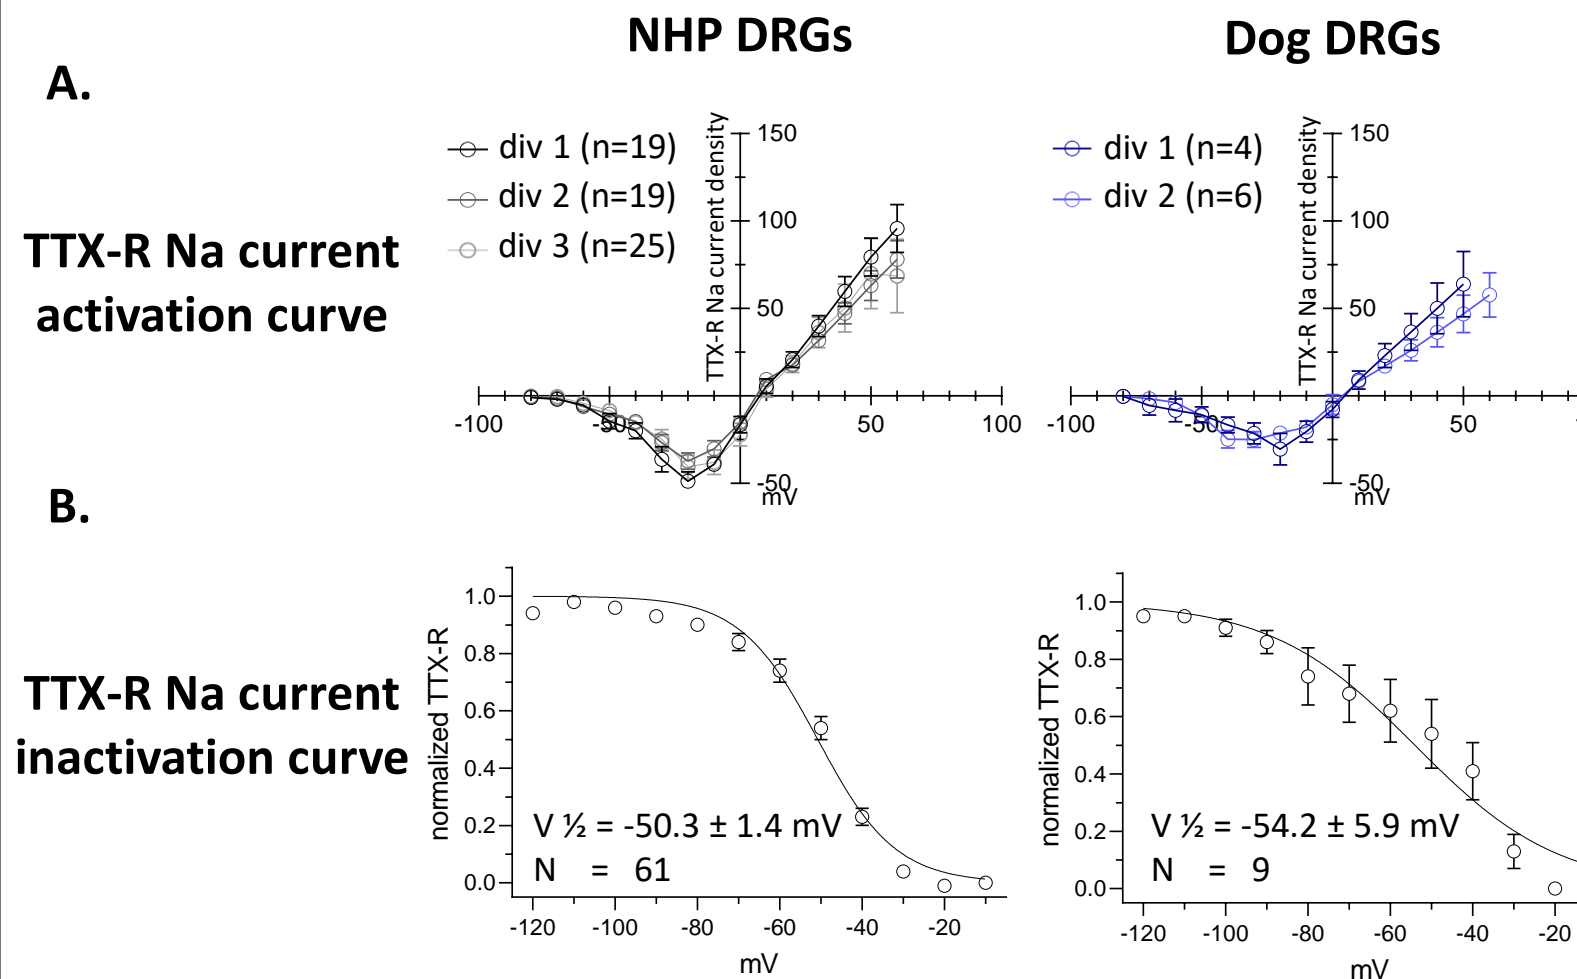 NHP DRGs
Dog DRGs
A.
TTX-R Na current
activation curve
div 1 (n=19)
div 2 (n=19)
div 3 (n=25)
TTX-R Na current density
150
100
50
-50
-100
-50
50
100
mV
div 1 (n=4)
div 2 (n=6)
TTX-R Na current density
150
100
50
-50
-100
-50
50
mV
B.
TTX-R Na current
inactivation curve
normalized TTX-R
1.0
0.8
0.6
0.4
0.2
0.0
V ½ = -50.3 ± 1.4 mV
N = 61
-120
-100
-80
-60
-40
-20
mV
normalized TTX-R
1.0
0.8
0.6
0.4
0.2
0.0
V ½ = -54.2 ± 5.9 mV
N = 9
-120
-100
-80
-60
-40
-20
mV